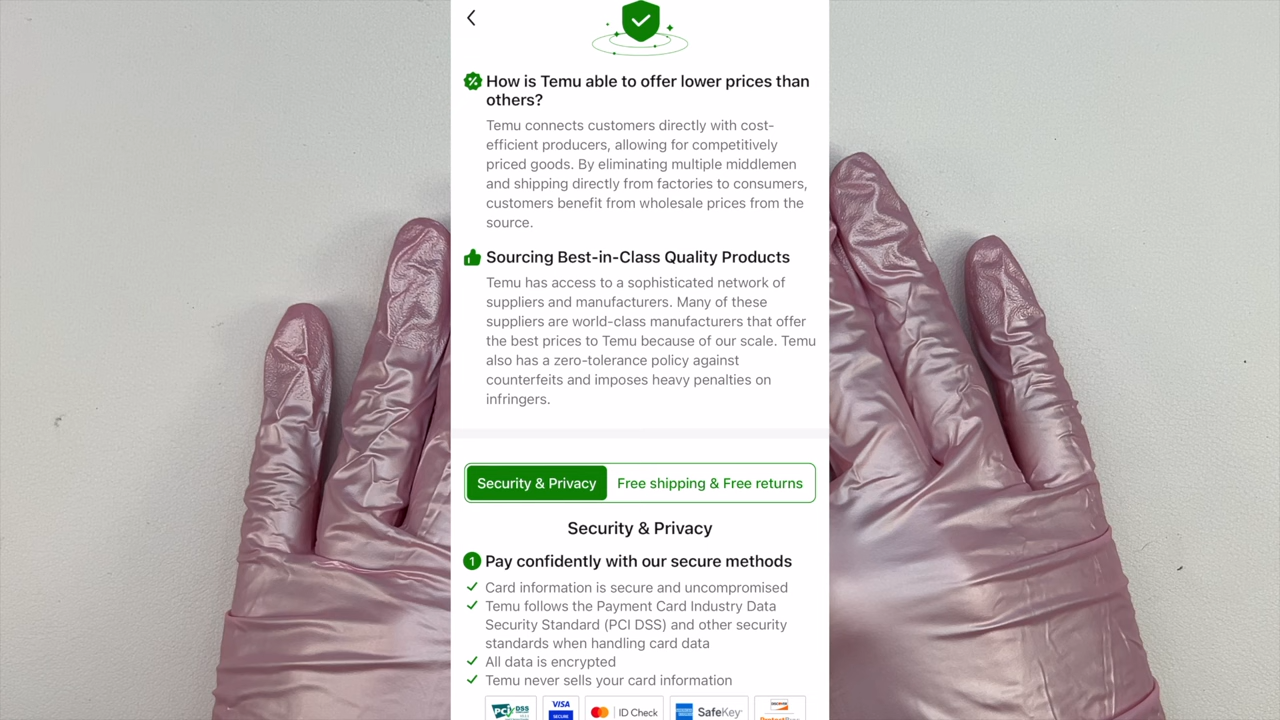 How is Temu able to offer lower prices than
others?
Temu connects customers directly with cost-
efficient producers, allowing for competitively
priced goods. By eliminating multiple middlemen
and shipping directly from factories to consumers,
customers benefit from wholesale prices from the
source.
Sourcing Best-in-Class Quality Products
Temu has access to a sophisticated network of
suppliers and manufacturers. Many of these
suppliers are world-class manufacturers that offer
the best prices to Temu because of our scale. Temu
also has a zero-tolerance policy against
counterfeits and imposes heavy penalties on
infringers.
Security & Privacy
Free shipping & Free returns
Security & Privacy
1 Pay confidently with our secure methods
Card information is secure and uncompromised
Temu follows the Payment Card Industry Data
Security Standard (PCI DSS) and other security
standards when handling card data
All data is encrypted
Temu never sells your card information
PCI DSS
VISA
SECURE
ID Check
SafeKey